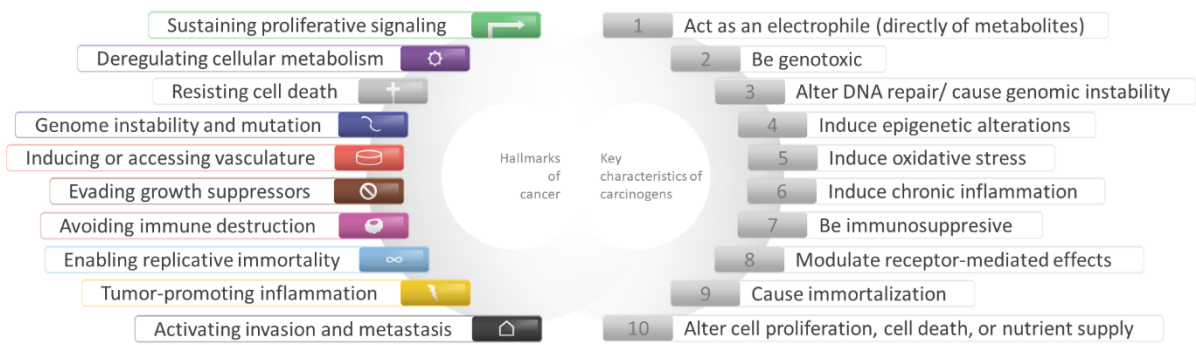 Sustaining proliferative signaling
Deregulating cellular metabolism
Resisting cell death
Genome instability and mutation
Inducing or accessing vasculature
Evading growth suppressors
Avoiding immune destruction
Enabling replicative immortality
Tumor-promoting inflammation
Activating invasion and metastasis
Hallmarks
of
cancer
Key
characteristics of
carcinogens
1 Act as an electrophile (directly of metabolites)
2 Be genotoxic
3 Alter DNA repair/ cause genomic instability
4 Induce epigenetic alterations
5 Induce oxidative stress
6 Induce chronic inflammation
7 Be immunosuppresive
8 Modulate receptor-mediated effects
9 Cause immortalization
10 Alter cell proliferation, cell death, or nutrient supply